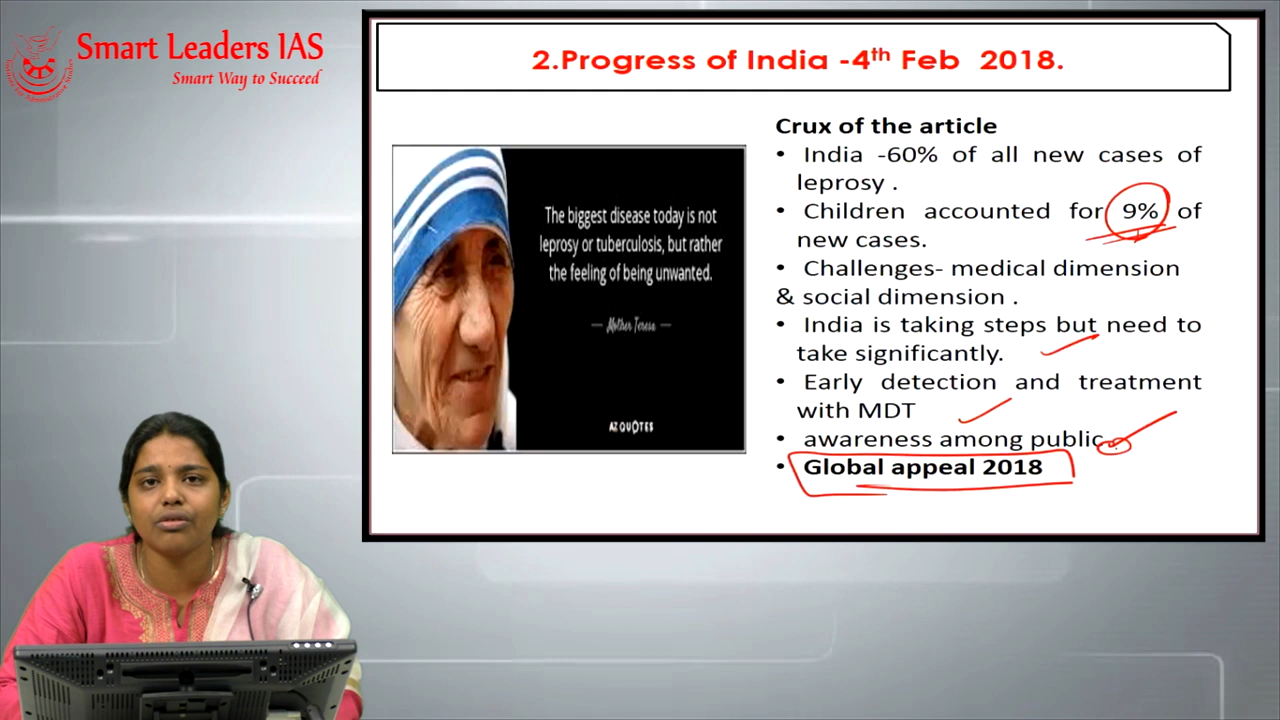 Smart Leaders IAS
Smart Way to Succeed
2.Progress of India -4th Feb 2018.
Crux of the article
• India -60% of all new cases of
leprosy .
• Children accounted for 9% of
new cases.
• Challenges- medical dimension
& social dimension .
• India is taking steps but need to
take significantly.
• Early detection and treatment
with MDT
• awareness among public
• Global appeal 2018
The biggest disease today is not
leprosy or tuberculosis, but rather
the feeling of being unwanted.
— Mother Teresa —
AZ QUOTES